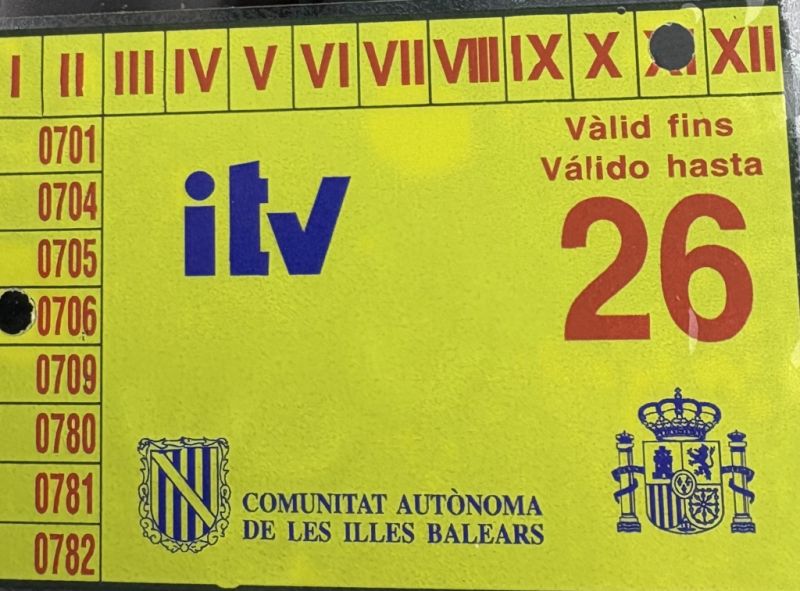 I II III IV V VI VII VIII IX X XI XII
Vàlid fins
Válido hasta
26
itv
0701
0704
0705
0706
0709
0780
0781
0782
COMUNITAT AUTÒNOMA
DE LES ILLES BALEARS